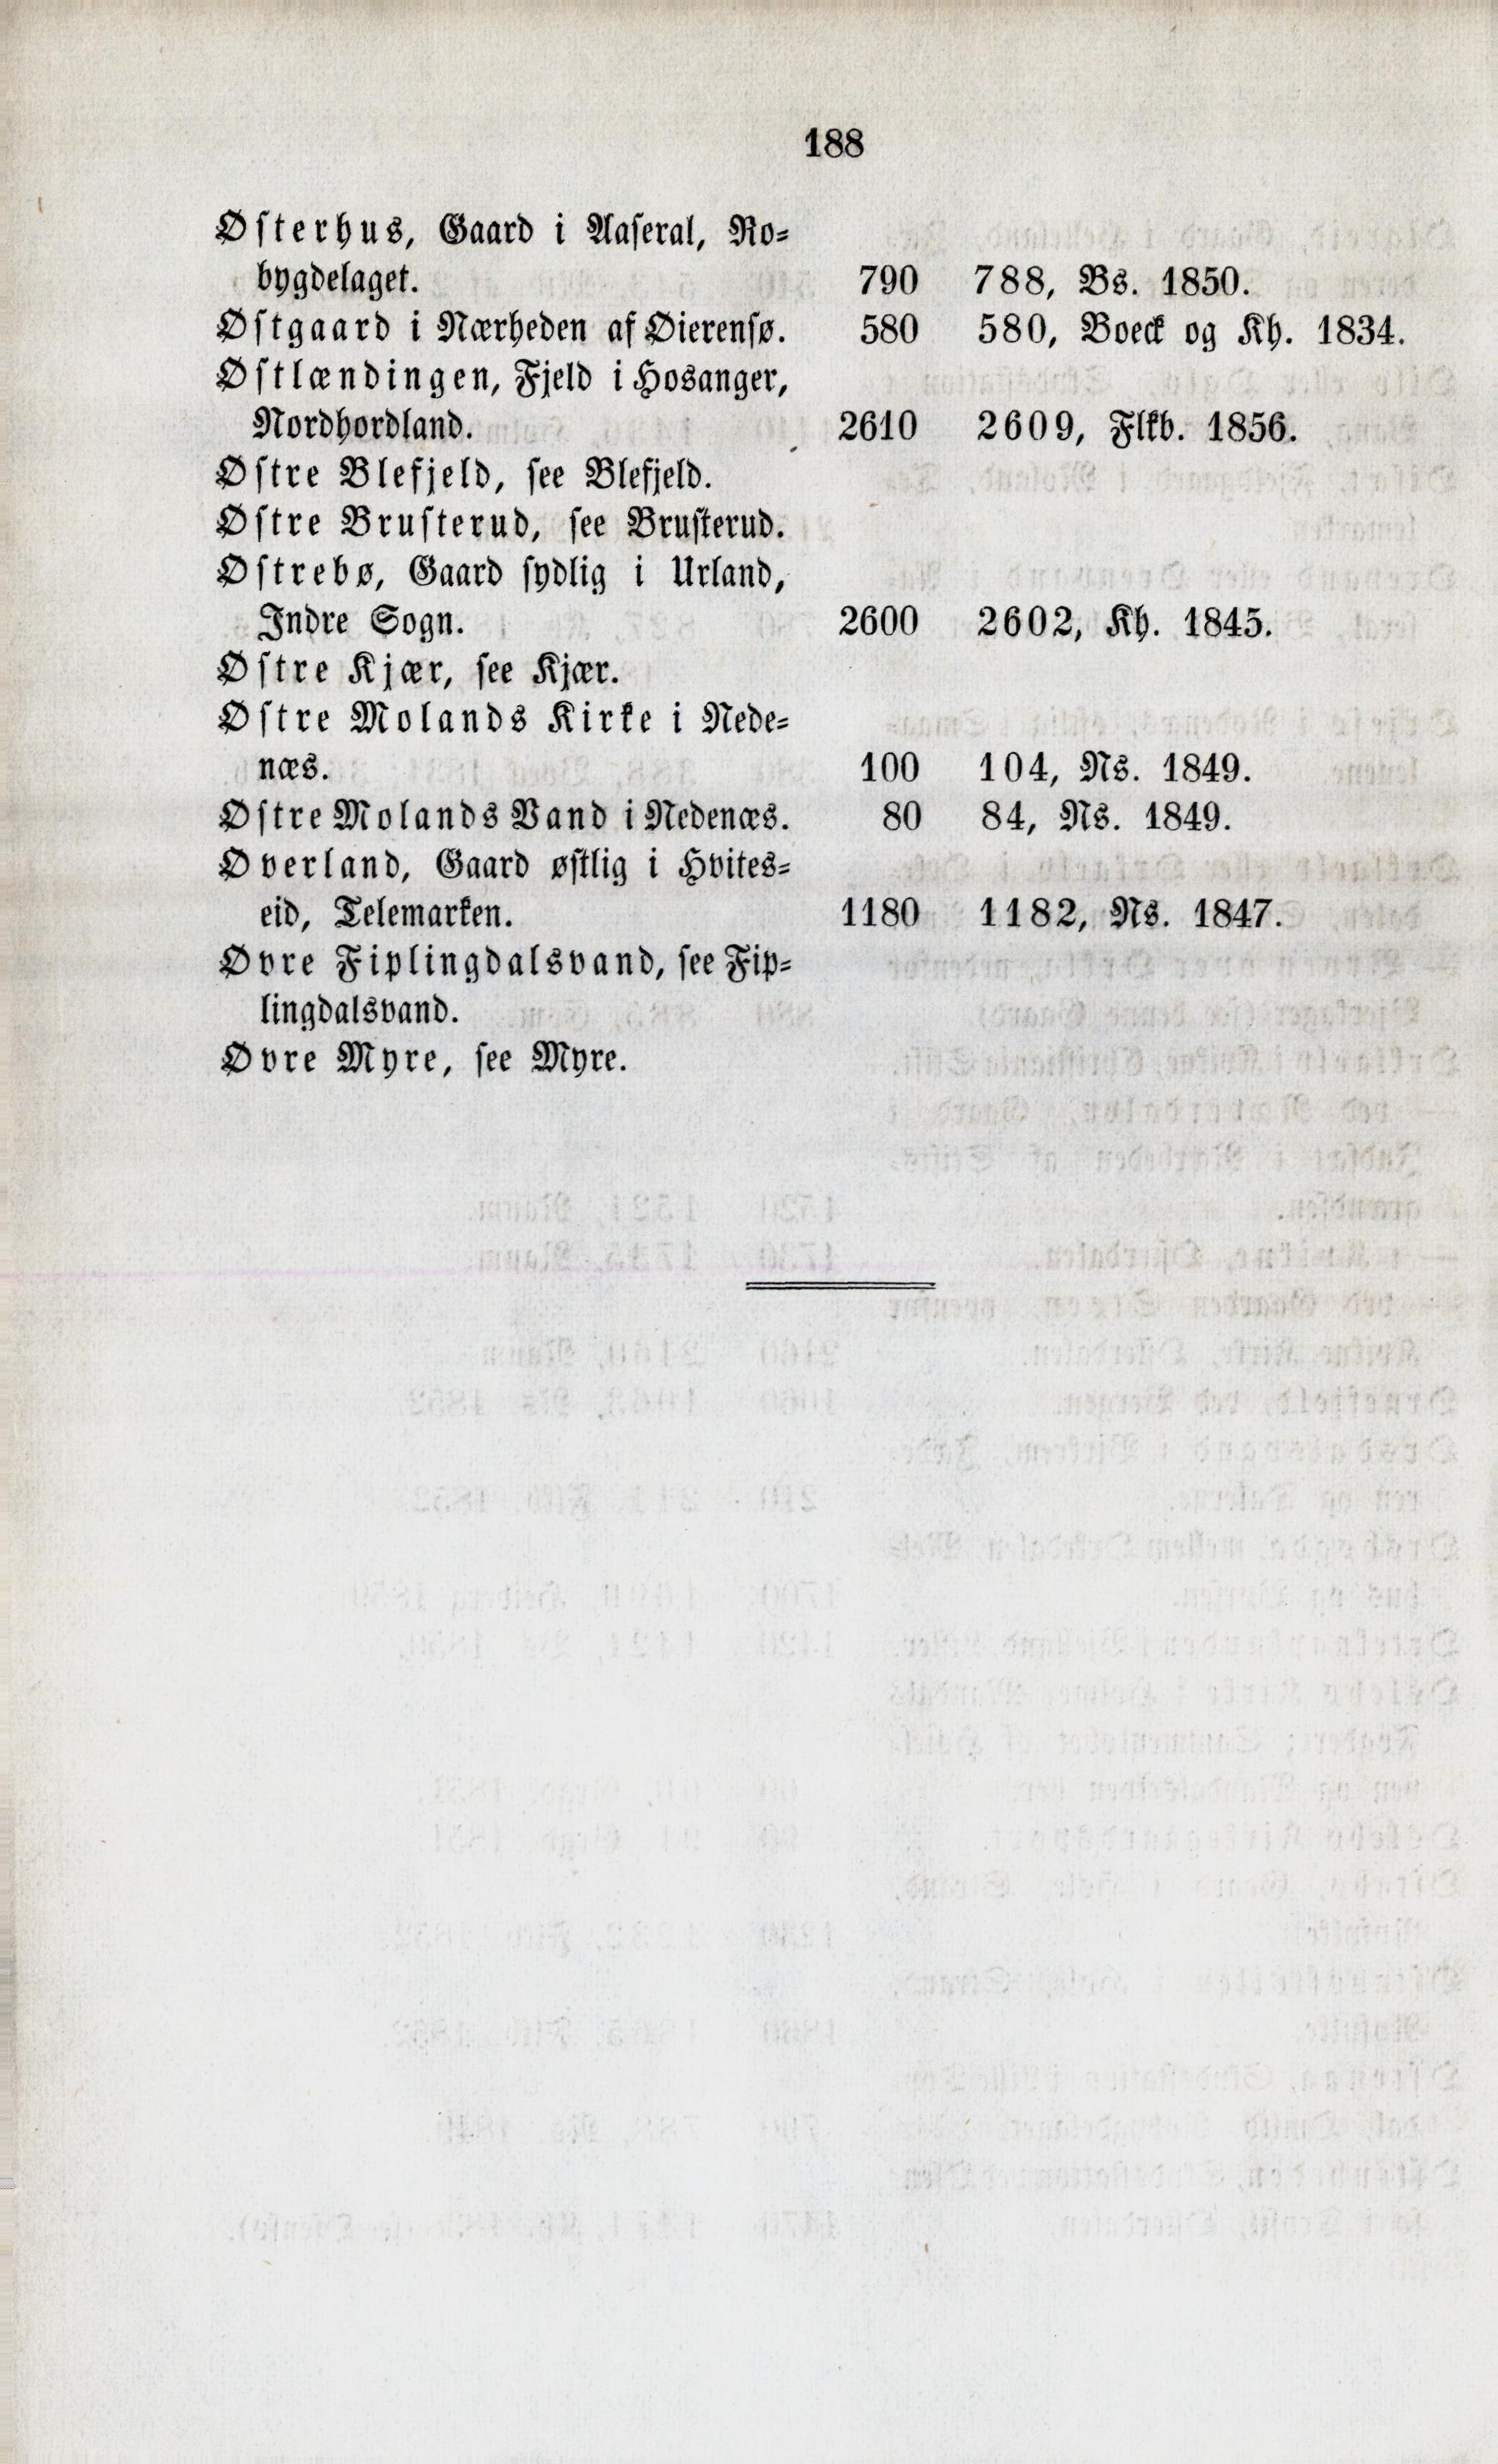 188
Østerhus, Gaard i Aaseral, Ro-
bygdelaget. 790 788, Bs. 1850.
Østgaard i Nærheden af Øierensø. 580 580, Boeck og Kh. 1834.
Østlændingen, Fjeld i Hosanger,
Nordhordland. 2610 2609, Flkb. 1856.
Østre Blefjeld, see Blefjeld.
Østre Brusterud, see Brusterud.
Østrebø, Gaard sydlig i Urland,
Indre Sogn. 2600 2602, Kh. 1845.
Østre Kjær, see Kjær.
Østre Molands Kirke i Nede-
næs. 100 104, Ns. 1849.
Østre Molands Vand i Nedenæs. 80 84, Ns. 1849.
Øverland, Gaard østlig i Hvites-
eid, Telemarken. 1180 1182, Ns. 1847.
Øvre Fiplingdalsvand, see Fip-
lingdalsvand.
Øvre Myre, see Myre.